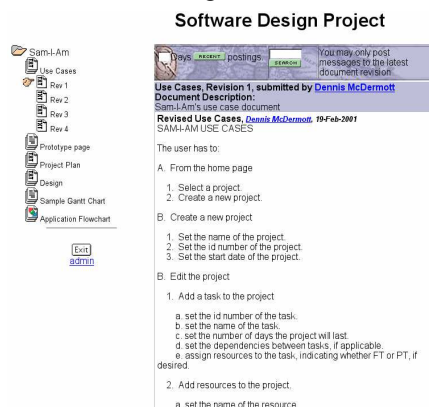 Software Design Project
Sam-I-Am
Use Cases
Rev 1
Rev 2
Rev 3
Rev 4
Prototype page
Project Plan
Design
Sample Gantt Chart
Application Flowchart
Exit
admin
Days RECENT postings. SEARCH
You may only post
messages to the latest
document revision.
Use Cases, Revision 1, submitted by Dennis McDermott
Document Description:
Sam-I-Am's use case document
Revised Use Cases, Dennis McDermott, 19-Feb-2001
SAM-I-AM USE CASES
The user has to:
A. From the home page
1. Select a project.
2. Create a new project.
B. Create a new project
1. Set the name of the project.
2. Set the id number of the project.
3. Set the start date of the project.
B. Edit the project
1. Add a task to the project
a. set the id number of the task.
b. set the name of the task.
c. set the number of days the project will last.
d. set the dependencies between tasks, if applicable.
e. assign resources to the task, indicating whether FT or PT, if
desired.
2. Add resources to the project.
a. set the name of the resource